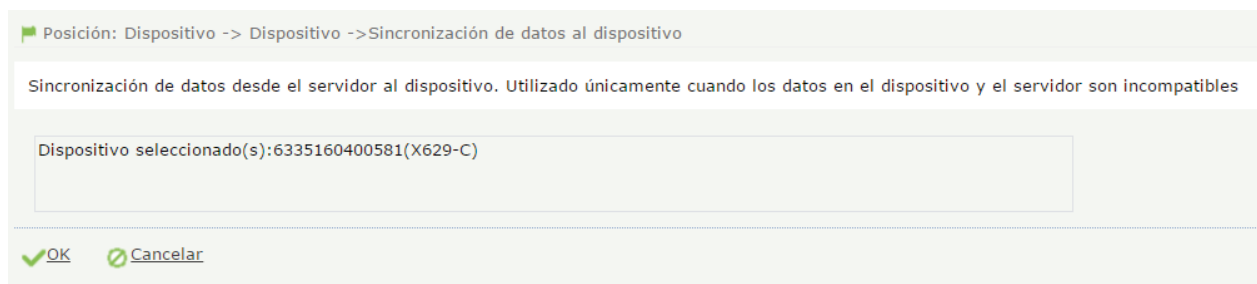 Posición: Dispositivo -> Dispositivo ->Sincronización de datos al dispositivo
Sincronización de datos desde el servidor al dispositivo. Utilizado únicamente cuando los datos en el dispositivo y el servidor son incompatibles
Dispositivo seleccionado(s):6335160400581(X629-C)
OK Cancelar